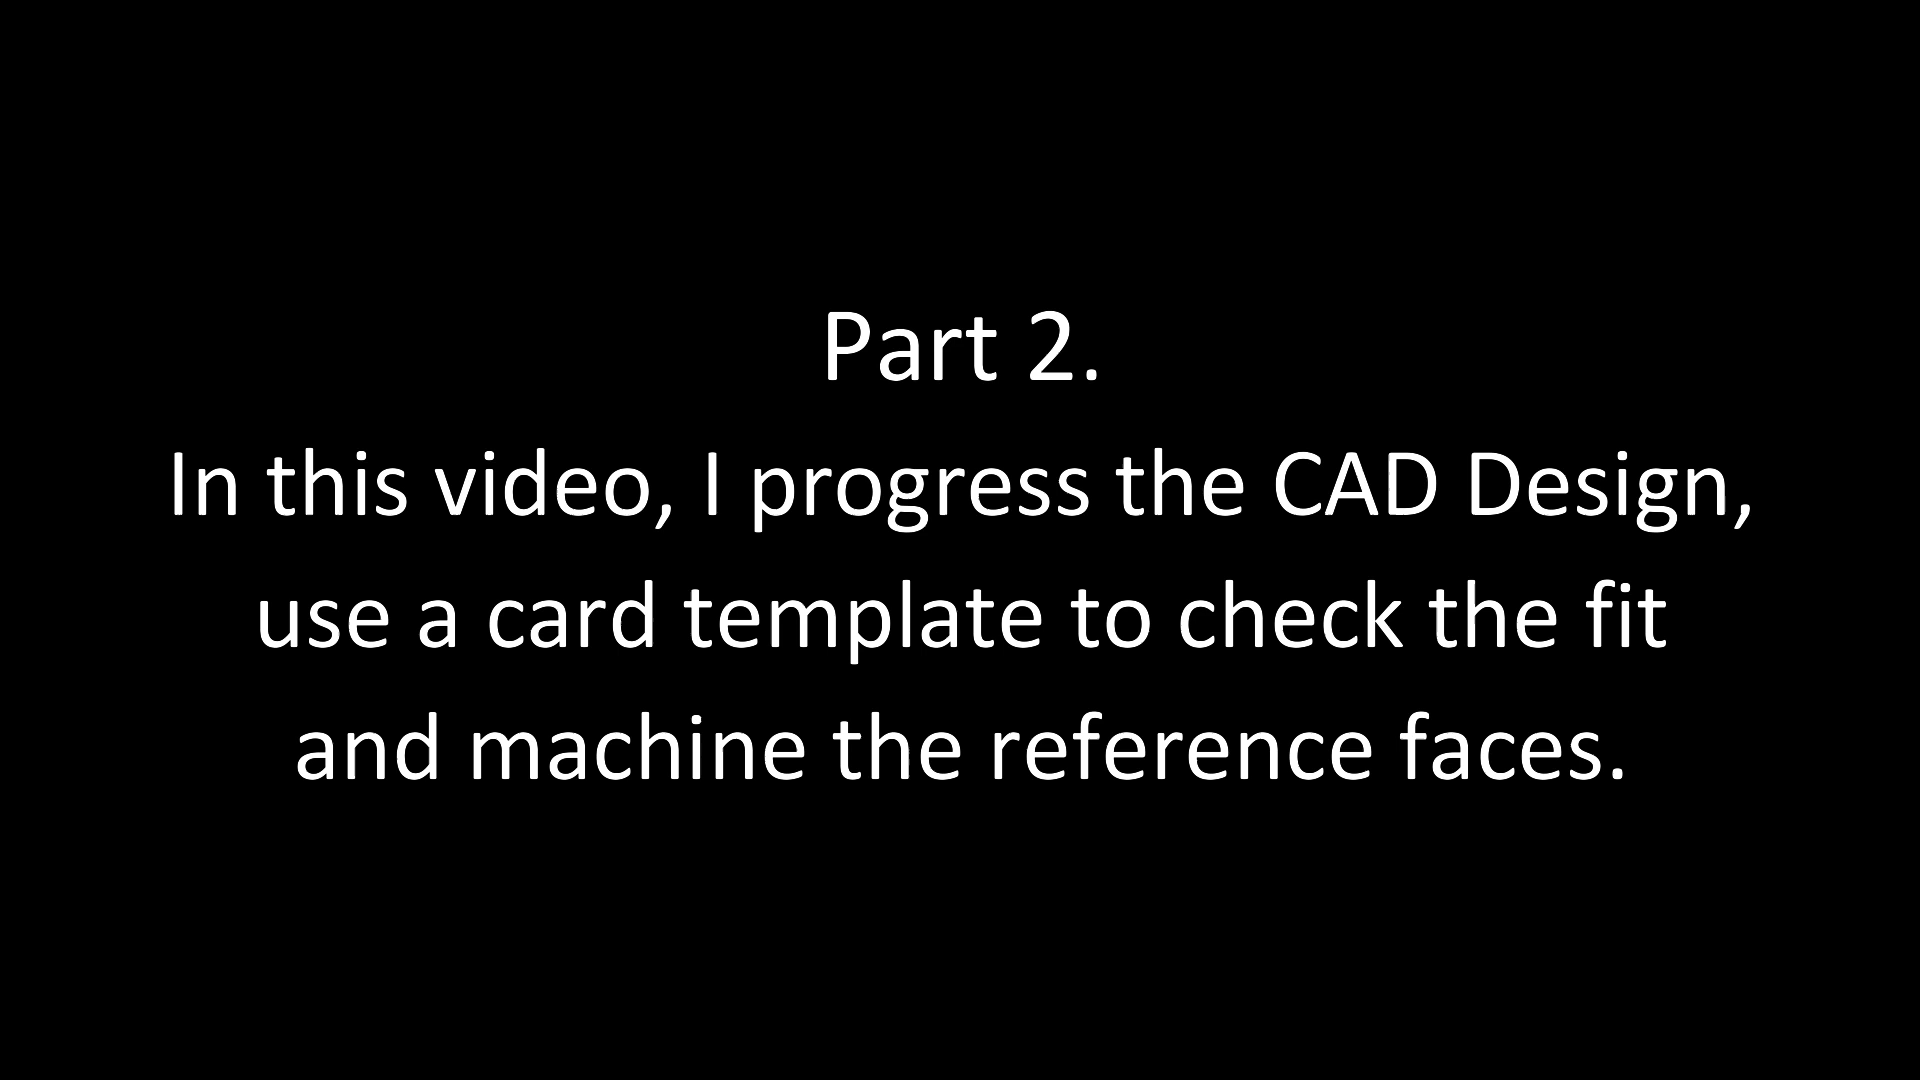 Part 2.
In this video, I progress the CAD Design,
use a card template to check the fit
and machine the reference faces.